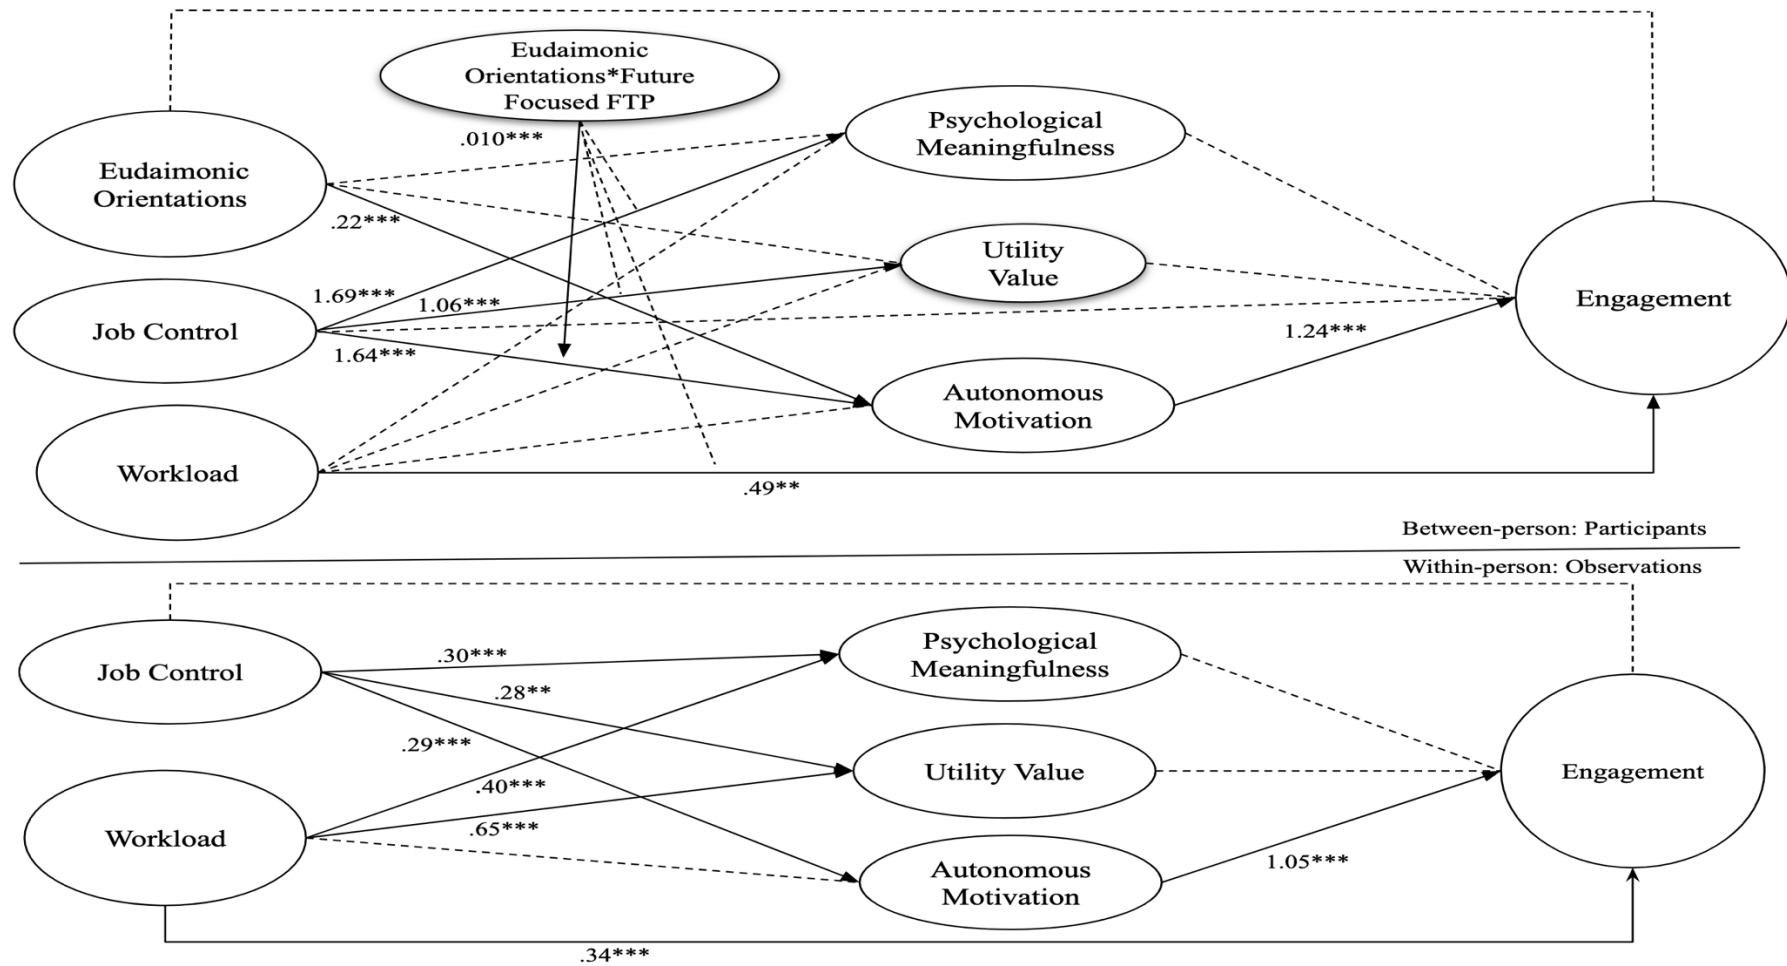 Eudaimonic
Orientations*Future
Focused FTP
.010***
Psychological
Meaningfulness
Eudaimonic
Orientations
.22***
Utility
Value
1.69***
1.06***
Job Control
Engagement
1.24***
1.64***
Autonomous
Motivation
Workload
.49**
Between-person: Participants
Within-person: Observations
Psychological
Meaningfulness
.30***
Job Control
.28**
.29***
Utility Value
Engagement
.40***
.65***
Workload
1.05***
Autonomous
Motivation
.34***